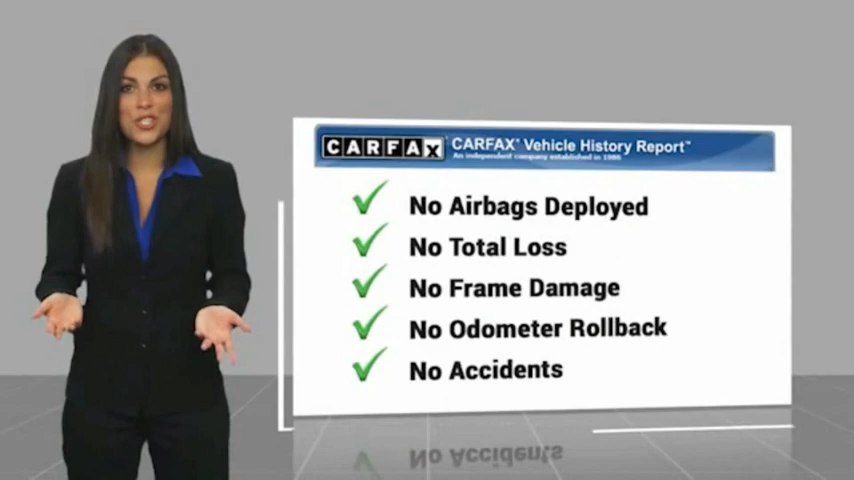 CARFAX CARFAX™ Vehicle History Report™
An independent company established in 1986
No Airbags Deployed
No Total Loss
No Frame Damage
No Odometer Rollback
No Accidents
No Accidents